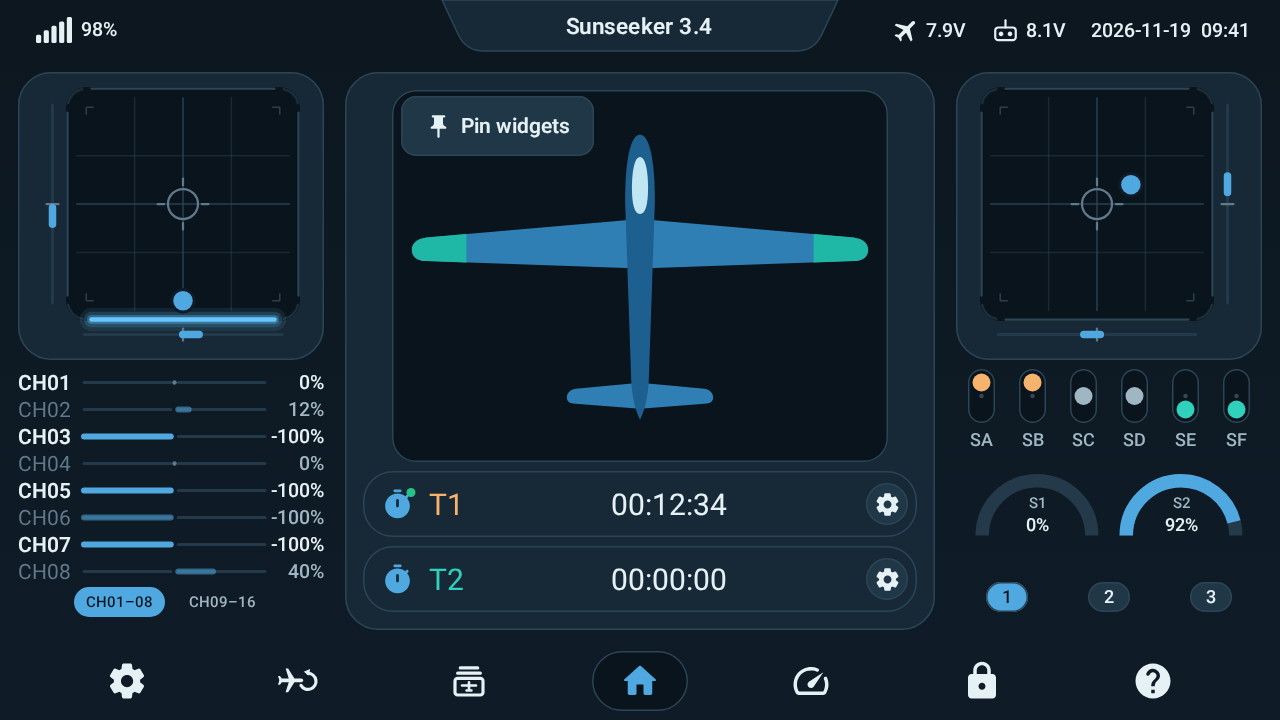 98%
Sunseeker 3.4
7.9V
8.1V
2026-11-19 09:41
Pin widgets
CH01 0%
CH02 12%
CH03 -100%
CH04 0%
CH05 -100%
CH06 -100%
CH07 -100%
CH08 40%
CH01–08 CH09–16
T1 00:12:34
T2 00:00:00
SA SB SC SD SE SF
S1 S2
0% 92%
1 2 3